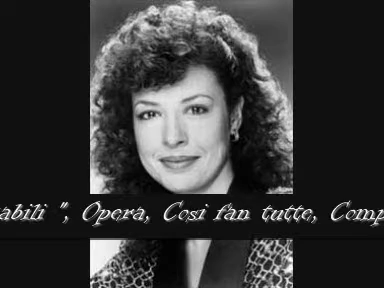 abili ", Opera, Cosi fan tutte, Comp